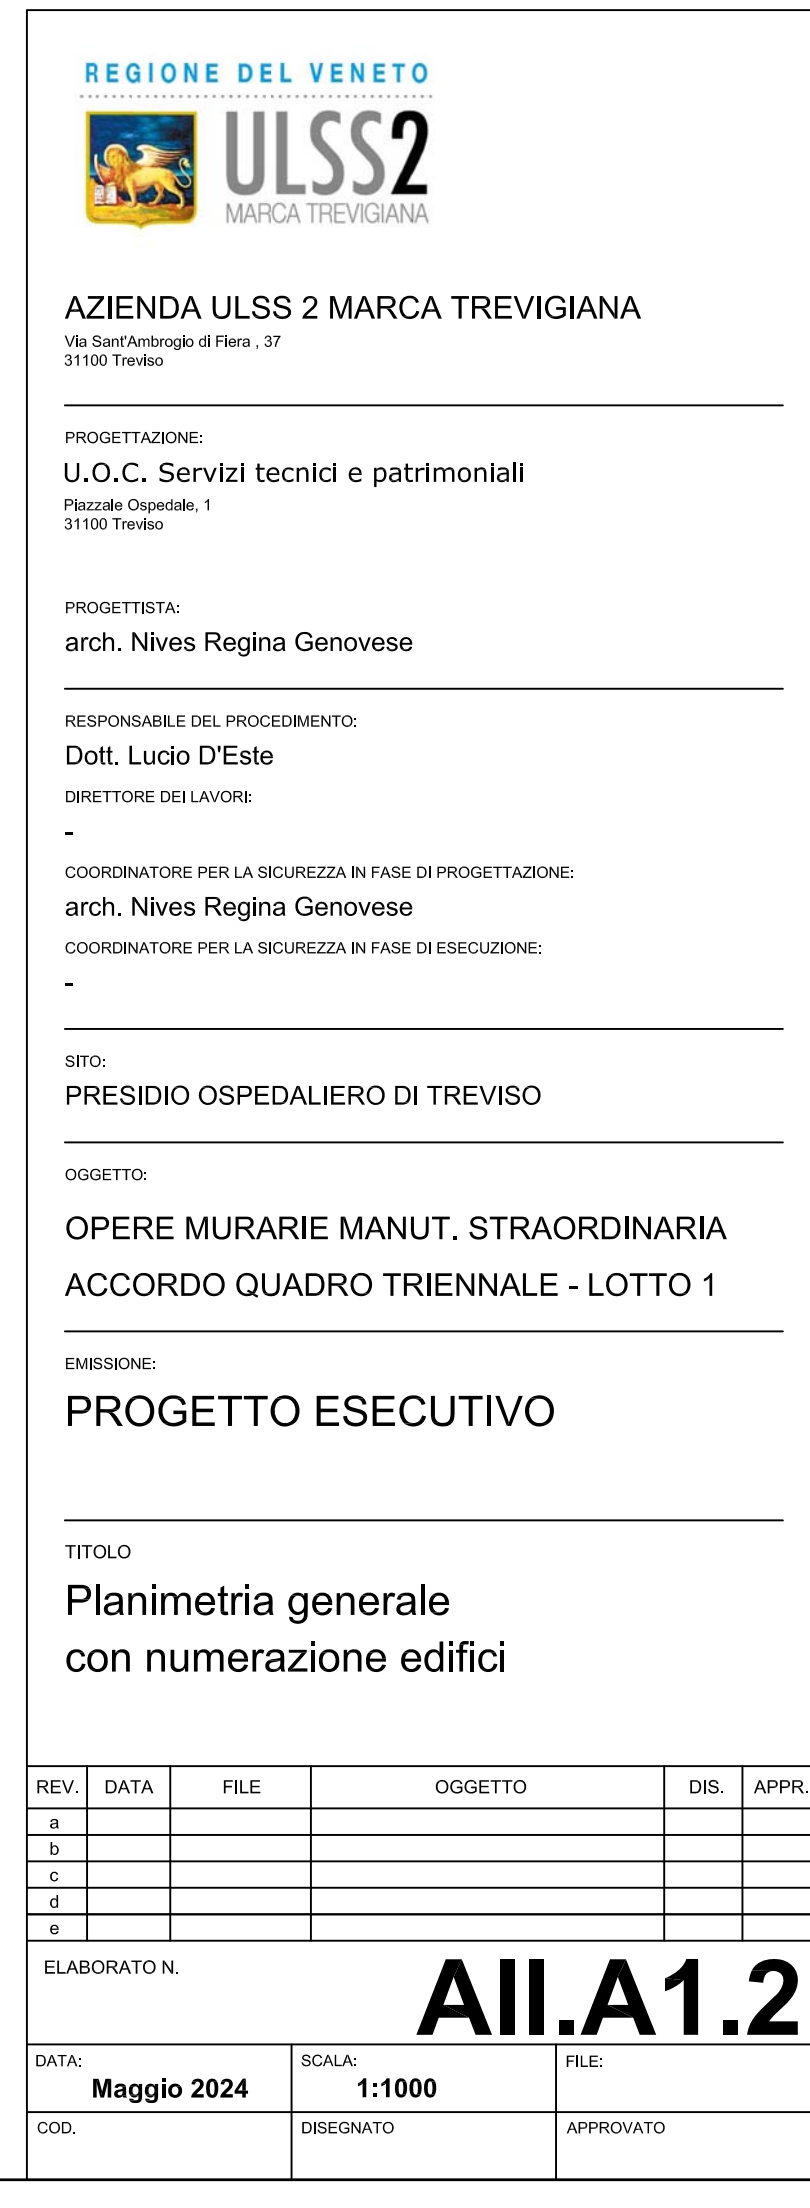 REGIONE DEL VENETO
ULSS2
MARCA TREVIGIANA
AZIENDA ULSS 2 MARCA TREVIGIANA
Via Sant'Ambrogio di Fiera , 37
31100 Treviso
PROGETTAZIONE:
U.O.C. Servizi tecnici e patrimoniali
Piazzale Ospedale, 1
31100 Treviso
PROGETTISTA:
arch. Nives Regina Genovese
RESPONSABILE DEL PROCEDIMENTO:
Dott. Lucio D'Este
DIRETTORE DEI LAVORI:
-
COORDINATORE PER LA SICUREZZA IN FASE DI PROGETTAZIONE:
arch. Nives Regina Genovese
COORDINATORE PER LA SICUREZZA IN FASE DI ESECUZIONE:
-
SITO:
PRESIDIO OSPEDALIERO DI TREVISO
OGGETTO:
OPERE MURARIE MANUT. STRAORDINARIA
ACCORDO QUADRO TRIENNALE - LOTTO 1
EMISSIONE:
PROGETTO ESECUTIVO
TITOLO
Planimetria generale
con numerazione edifici
REV. DATA FILE OGGETTO DIS. APPR.
a
b
c
d
e
ELABORATO N.
All.A1.2
DATA: SCALA: FILE:
Maggio 2024 1:1000
COD. DISEGNATO APPROVATO